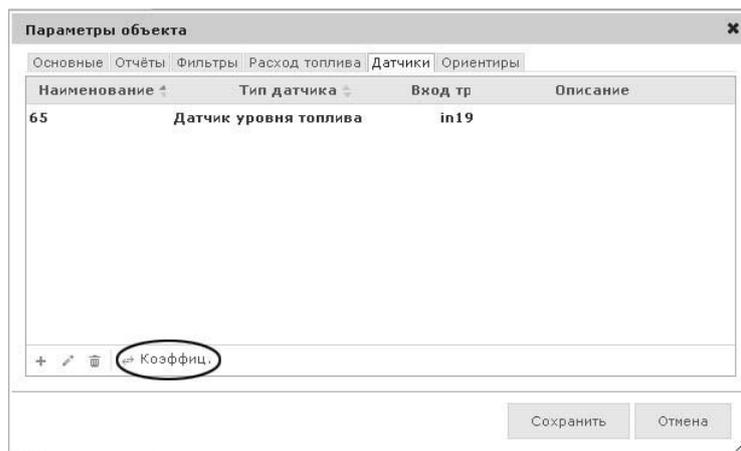 Параметры объекта
Основные Отчёты Фильтры Расход топлива Датчики Ориентиры
Наименование Тип датчика Вход тр Описание
65 Датчик уровня топлива in19
Коэффиц.
Сохранить Отмена